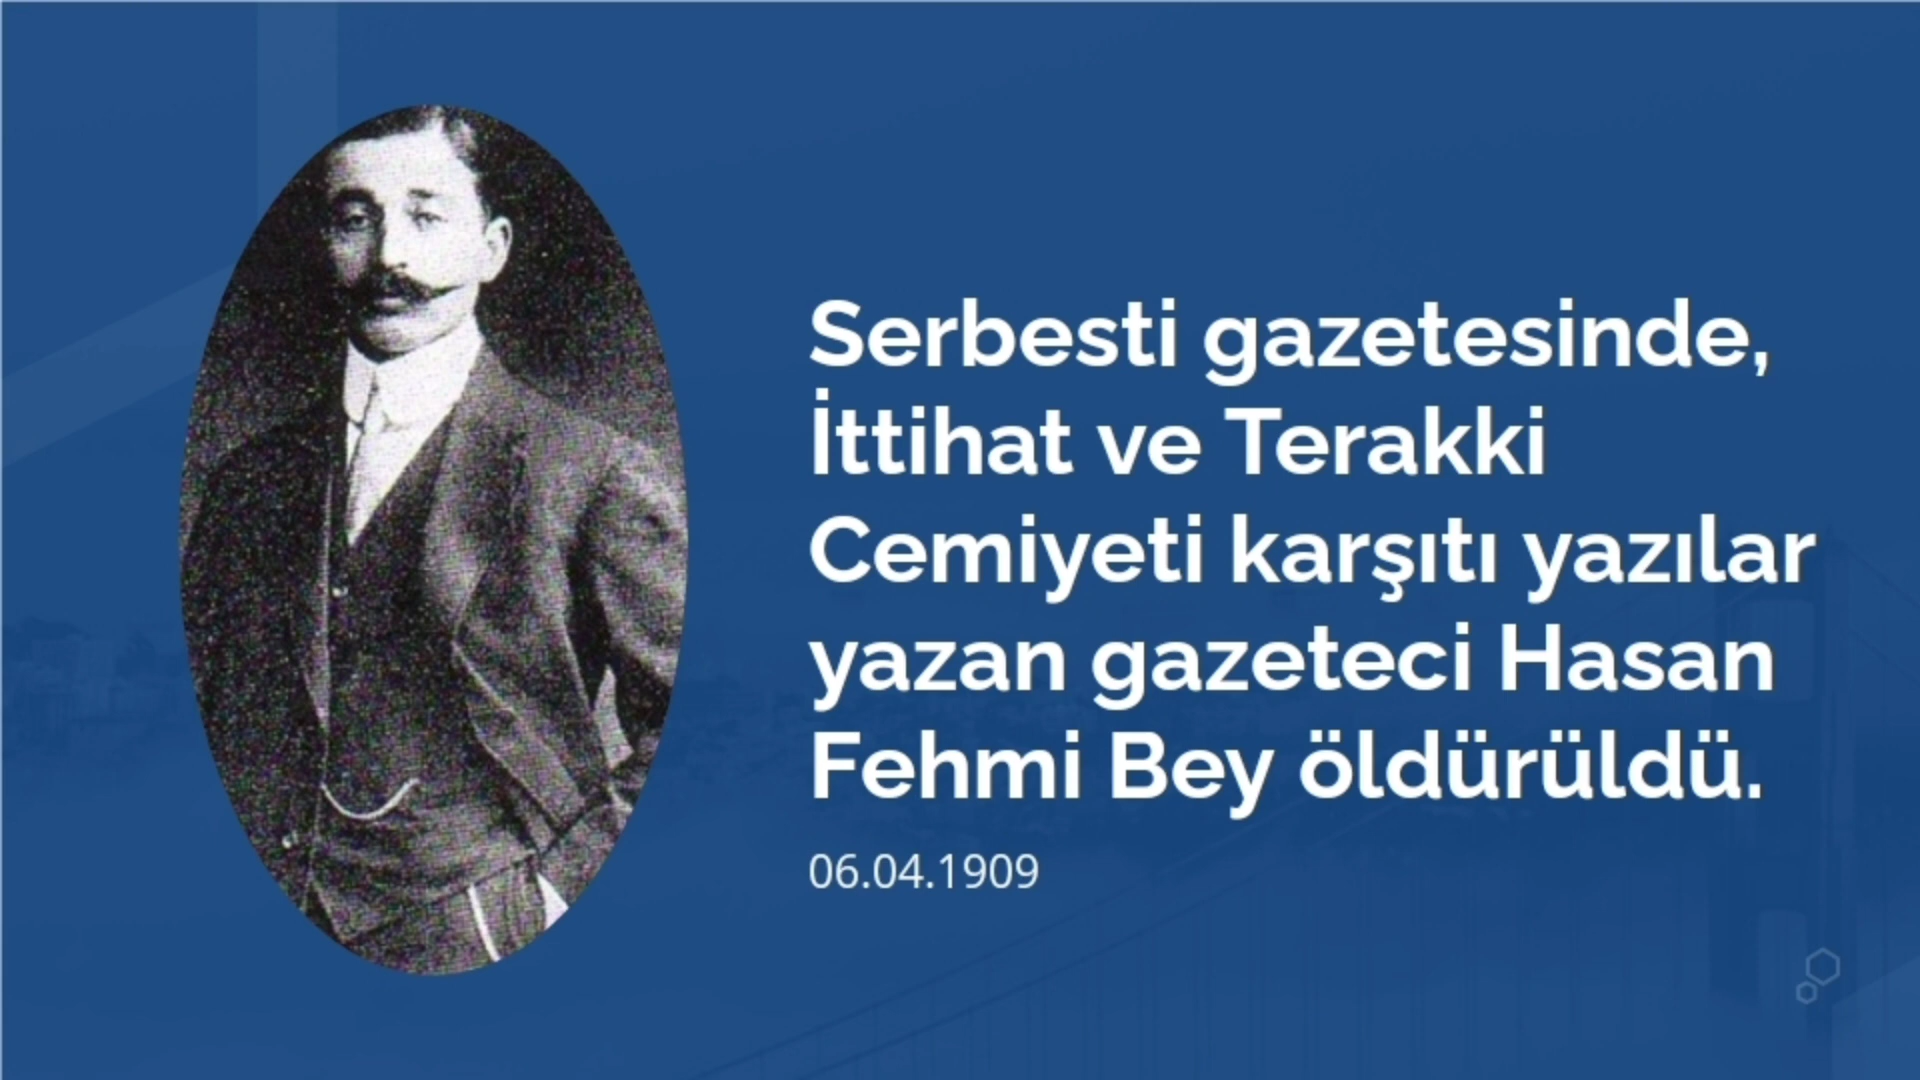 Serbesti gazetesinde,
İttihat ve Terakki
Cemiyeti karşıtı yazılar
yazan gazeteci Hasan
Fehmi Bey öldürüldü.
06.04.1909